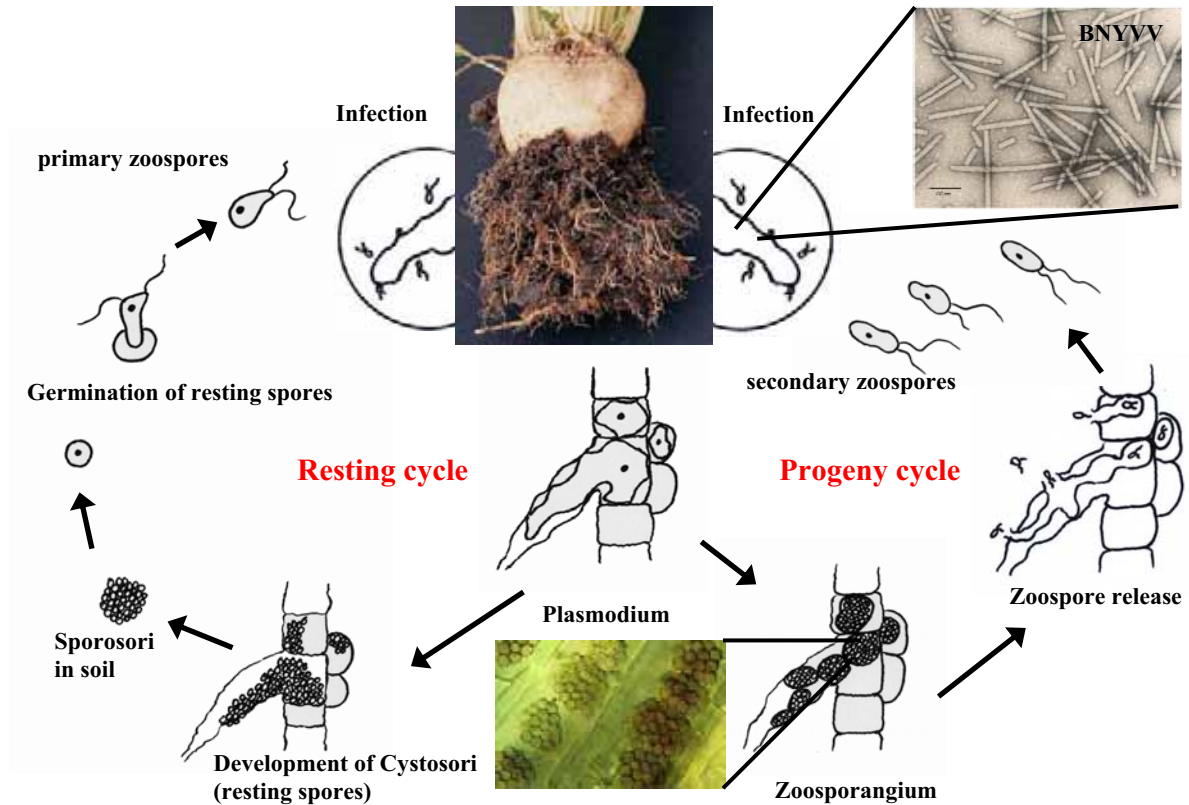 BNYVV
Infection
Infection
primary zoospores
Germination of resting spores
secondary zoospores
Resting cycle
Progeny cycle
Plasmodium
Zoospore release
Sporosori
in soil
Development of Cystosori
(resting spores)
Zoosporangium